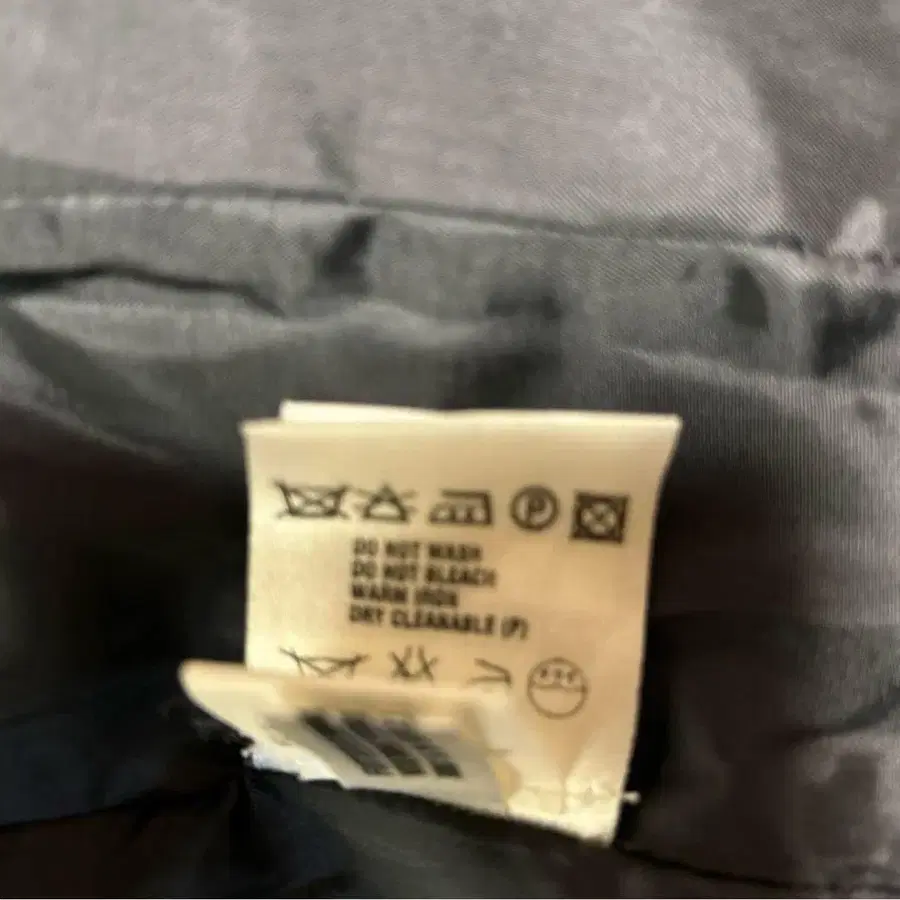 P
DO NOT WASH
DO NOT BLEACH
WARM IRON
DRY CLEANABLE (P)